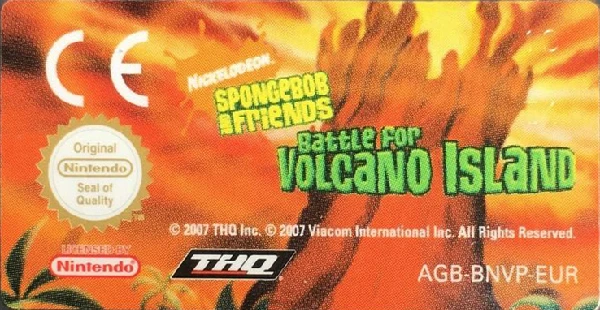 CE
NICKELODEON
SPONGEBOB
AND FRIENDS
BATTLE FOR
VOLCANO ISLAND
Original
Nintendo
Seal of
Quality
© 2007 THQ Inc. © 2007 Viacom International Inc. All Rights Reserved.
LICENSED BY
Nintendo
THQ
AGB-BNVP-EUR